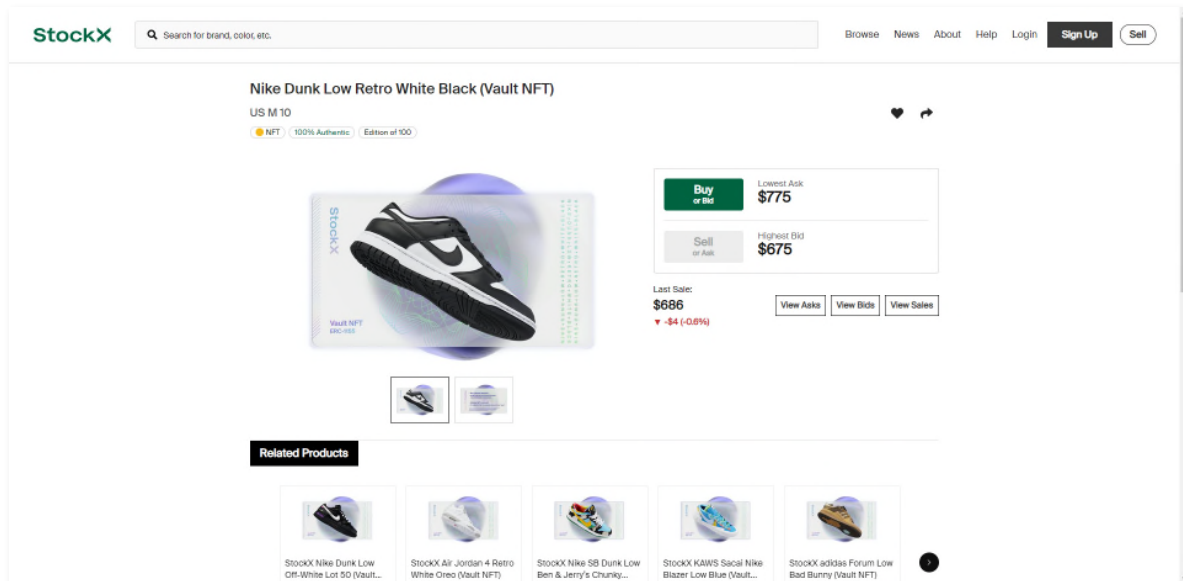 StockX
Search for brand, color, etc.
Browse News About Help Login Sign Up Sell
Nike Dunk Low Retro White Black (Vault NFT)
US M 10
NFT 100% Authentic Edition of 100
StockX
Vault NFT
Buy
or Bid
Lowest Ask
$775
Sell
or Ask
Highest Bid
$675
Last Sale:
$686
▼ -$4 (-0.6%)
View Asks View Bids View Sales
Related Products
StockX Nike Dunk Low
Off-White Lot 50 (Vault...
StockX Air Jordan 4 Retro
White Oreo (Vault NFT)
StockX Nike SB Dunk Low
Ben & Jerry's Chunky...
StockX KAWS Sacai Nike
Blazer Low Blue (Vault...
StockX adidas Forum Low
Bad Bunny (Vault NFT)